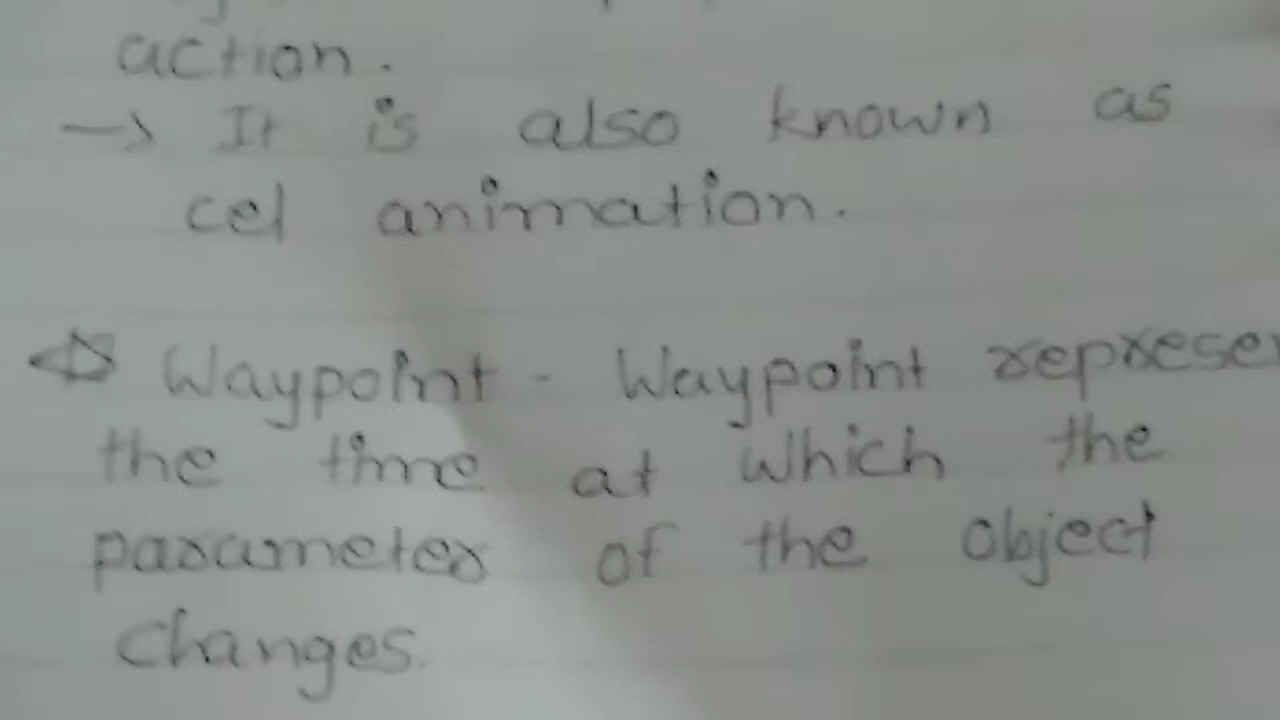 action.
→ It is also known as
cel animation.
⇨ Waypoint - Waypoint represe
the time at which the
parameter of the object
changes.